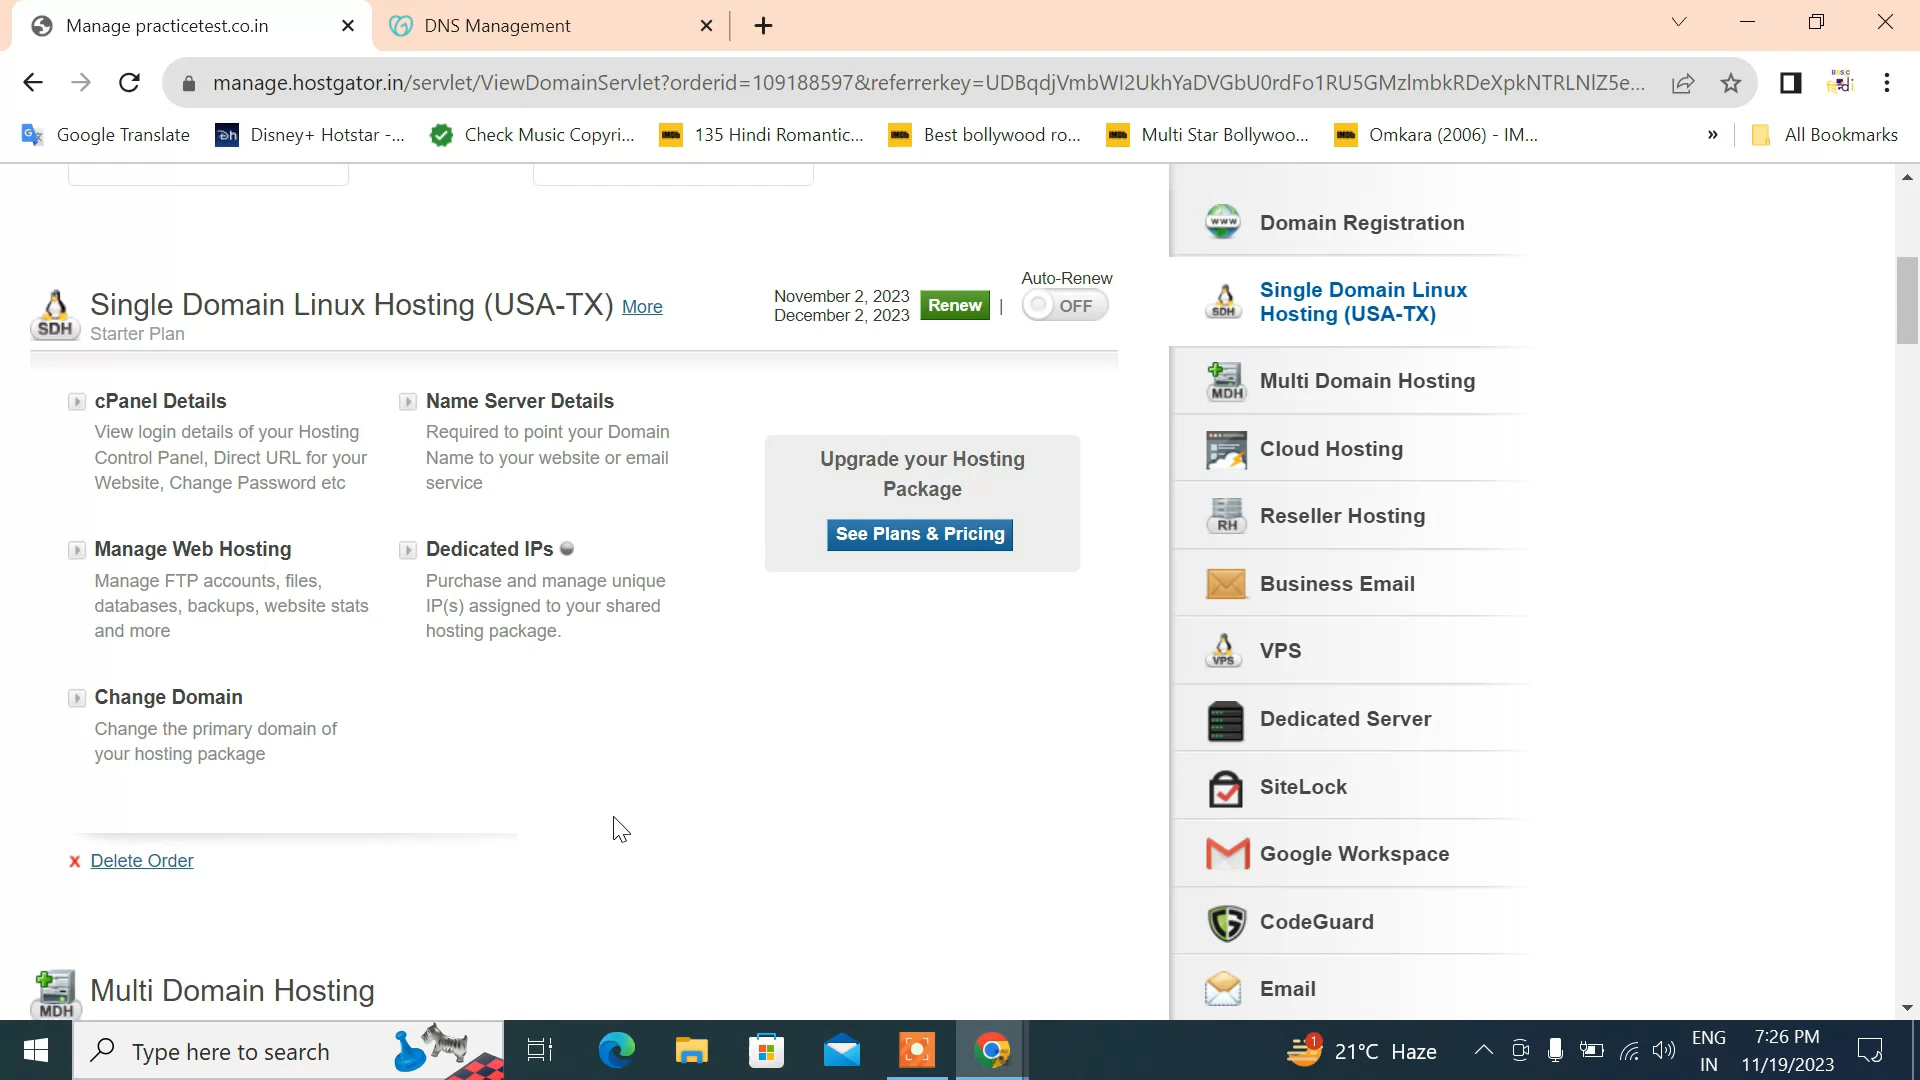 Manage practicetest.co.in
DNS Management
manage.hostgator.in/servlet/ViewDomainServlet?orderid=109188597&referrerkey=UDBqdjVmbWI2UkhYaDVGbU0rdFo1RU5GMzlmbkRDeXpkNTRLNlZ5e...
Google Translate
Disney+ Hotstar -...
Check Music Copyri...
135 Hindi Romantic...
Best bollywood ro...
Multi Star Bollywoo...
Omkara (2006) - IM...
»
All Bookmarks
Single Domain Linux Hosting (USA-TX) More
Starter Plan
November 2, 2023
December 2, 2023
Renew
|
Auto-Renew
OFF
SDH
cPanel Details
View login details of your Hosting
Control Panel, Direct URL for your
Website, Change Password etc
Name Server Details
Required to point your Domain
Name to your website or email
service
Manage Web Hosting
Manage FTP accounts, files,
databases, backups, website stats
and more
Dedicated IPs
Purchase and manage unique
IP(s) assigned to your shared
hosting package.
Change Domain
Change the primary domain of
your hosting package
Upgrade your Hosting
Package
See Plans & Pricing
x Delete Order
MDH
Multi Domain Hosting
www
Domain Registration
SDH
Single Domain Linux
Hosting (USA-TX)
MDH
Multi Domain Hosting
Cloud Hosting
RH
Reseller Hosting
Business Email
VPS
VPS
Dedicated Server
SiteLock
Google Workspace
CodeGuard
Email
Type here to search
1
21°C Haze
ENG
IN
7:26 PM
11/19/2023